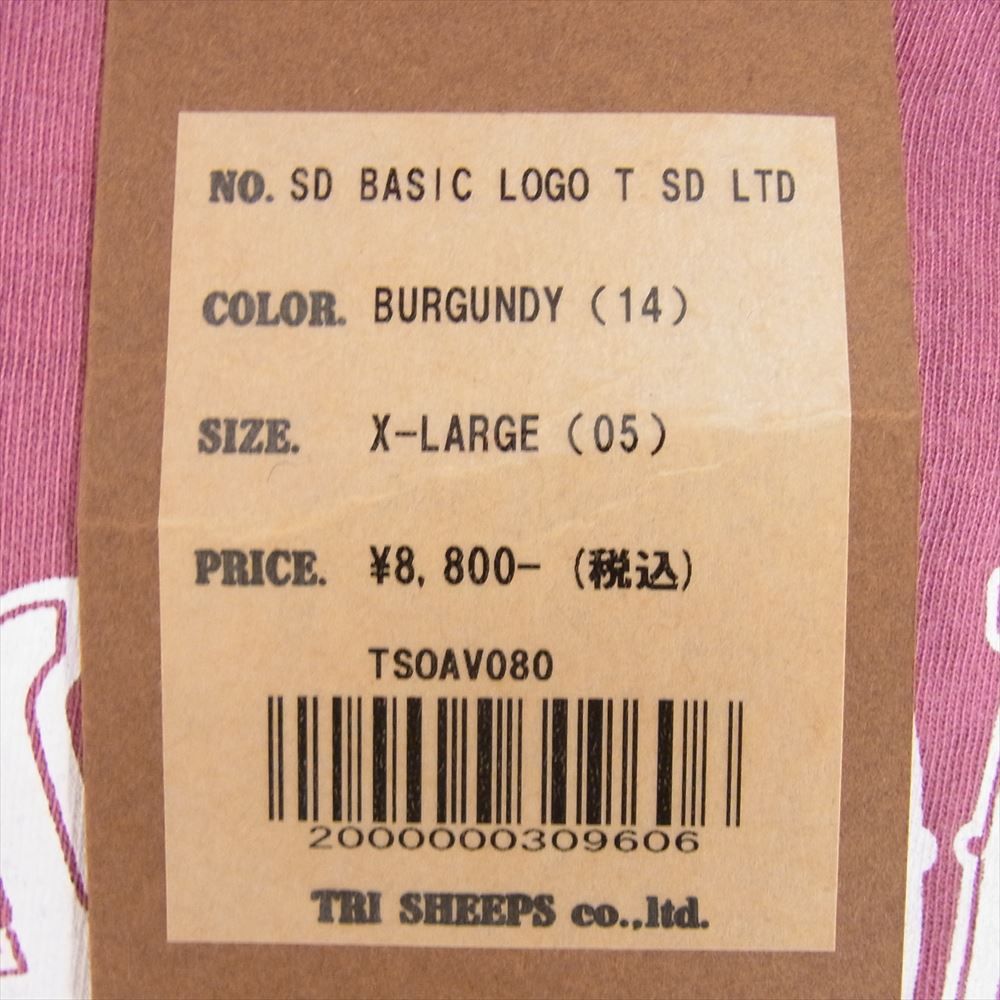 NO. SD BASIC LOGO T SD LTD
COLOR. BURGUNDY (14)
SIZE. X-LARGE (05)
PRICE. ¥8,800- (税込)
TSOAV080
2000000309606
TRI SHEEPS co.,ltd.